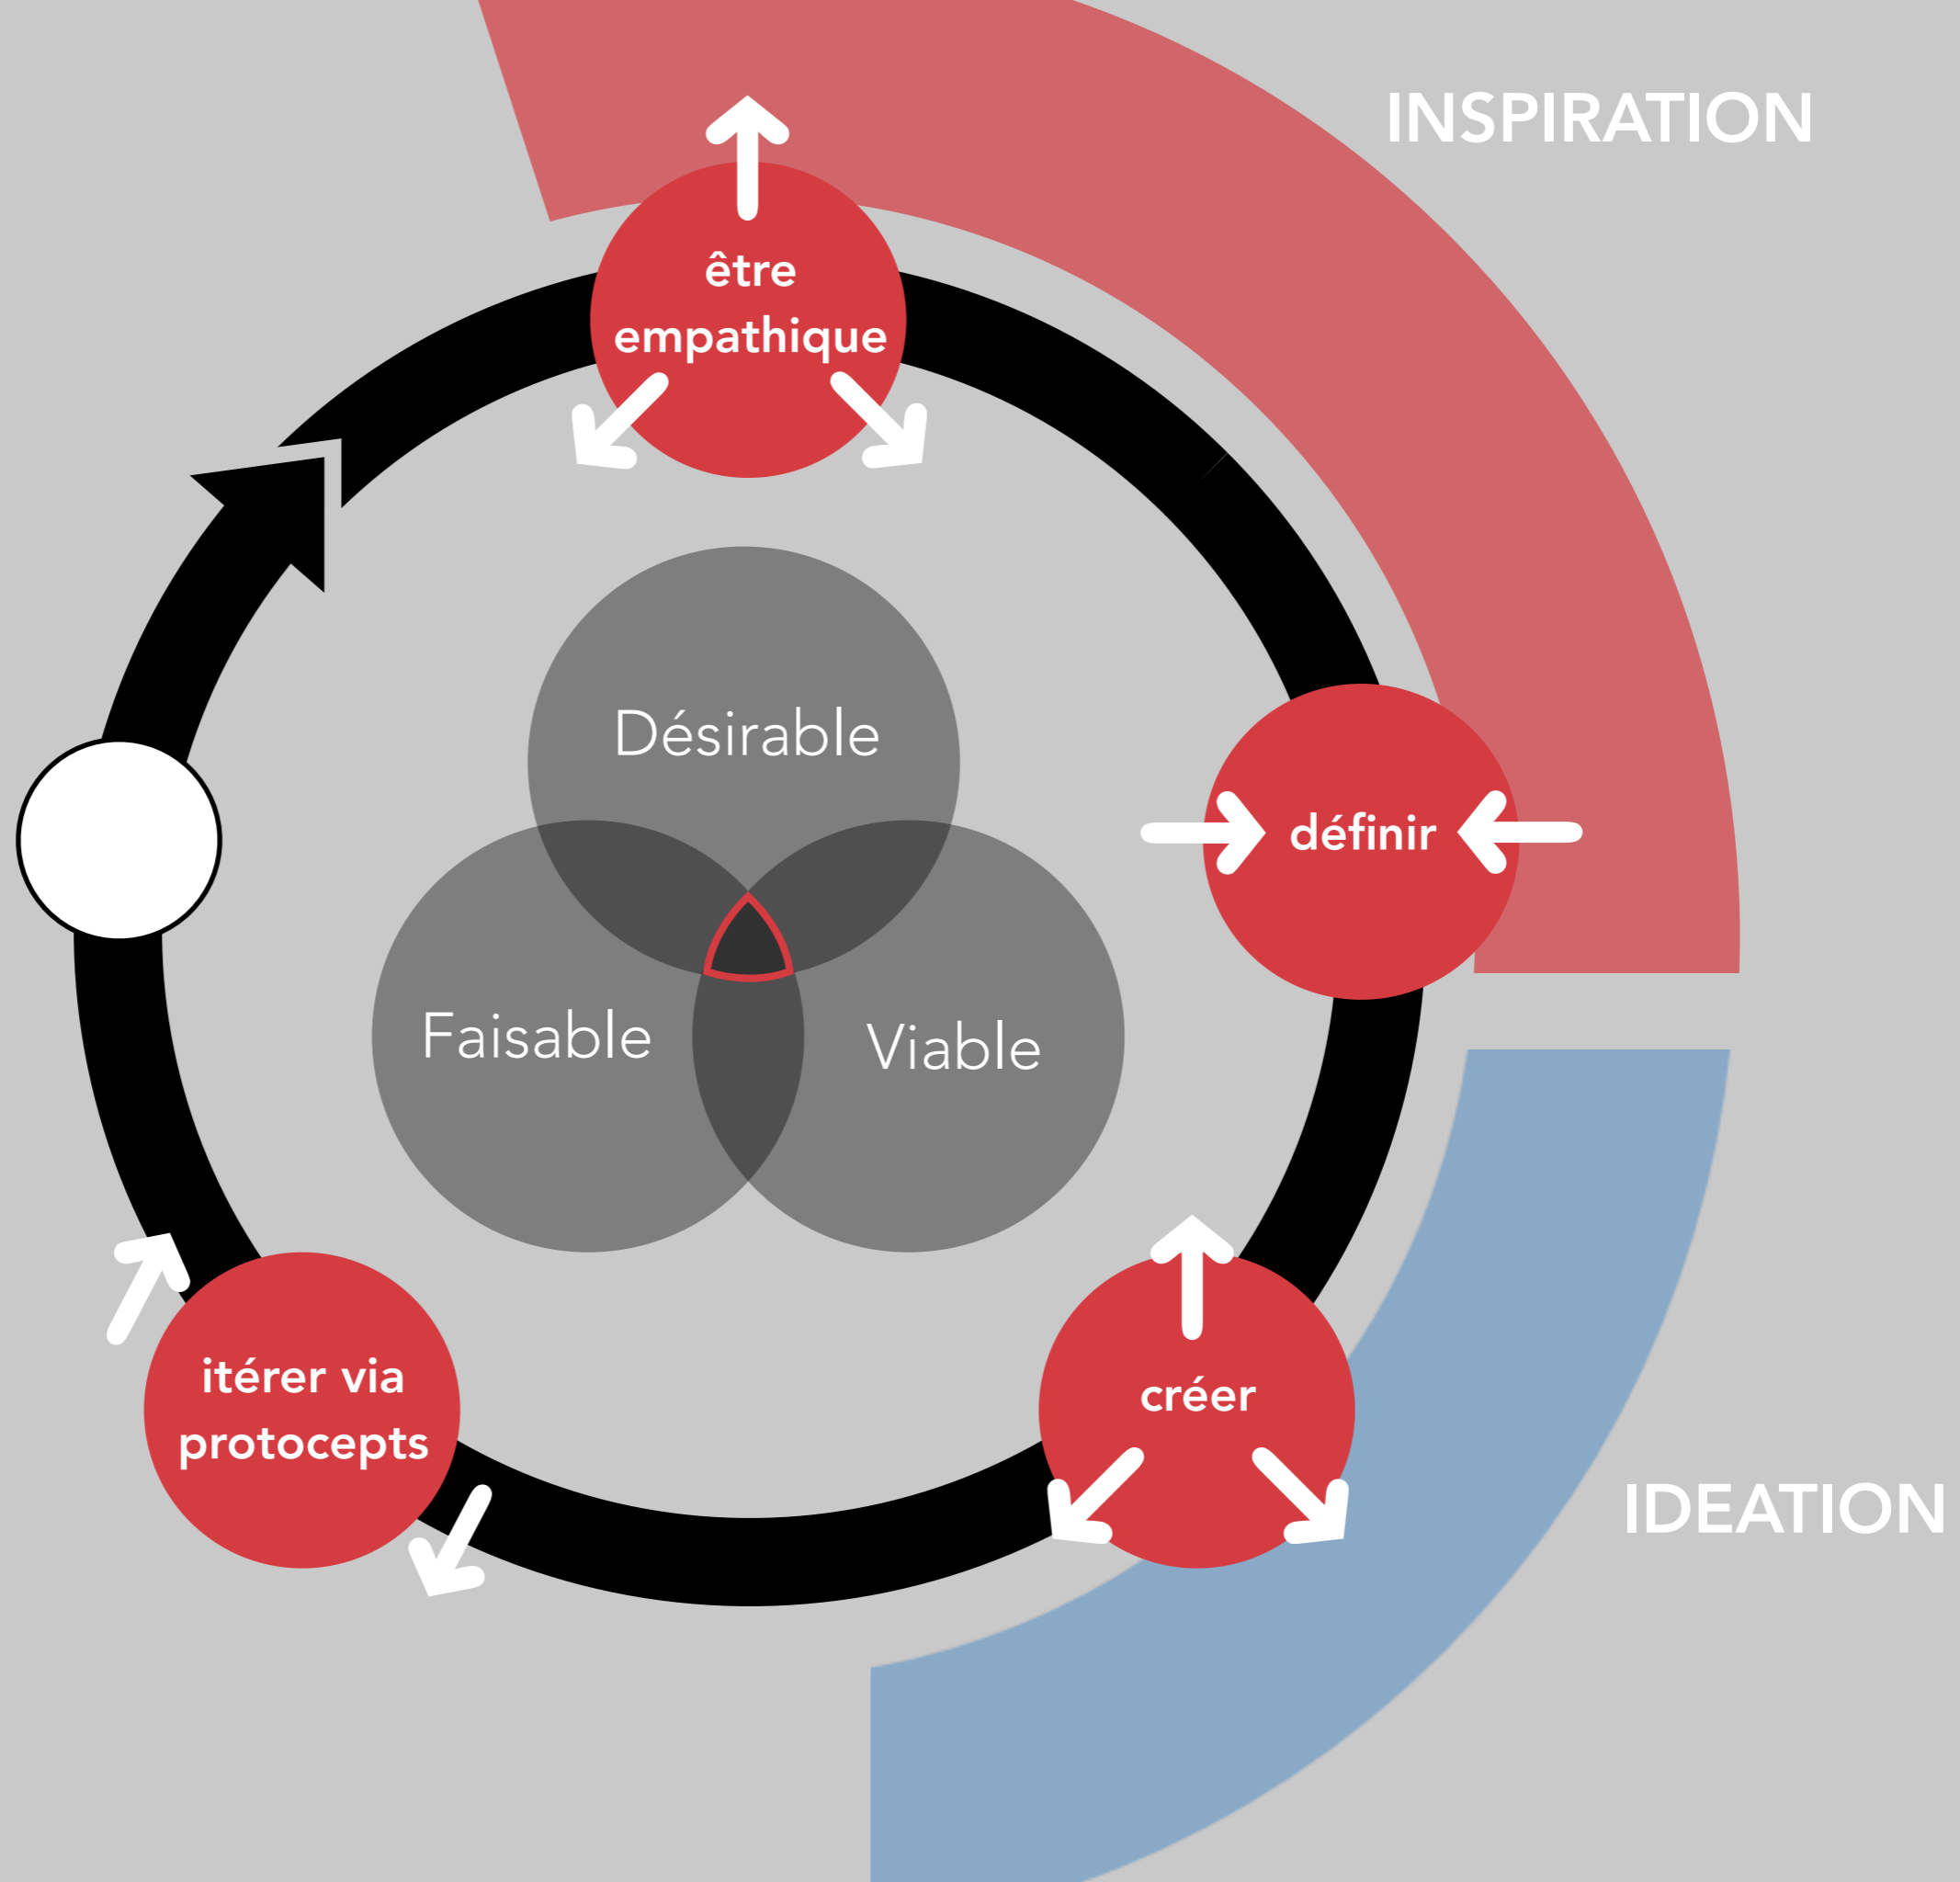 INSPIRATION
être
empathique
Désirable
définir
Faisable
Viable
itérer via
protocepts
créer
IDEATION